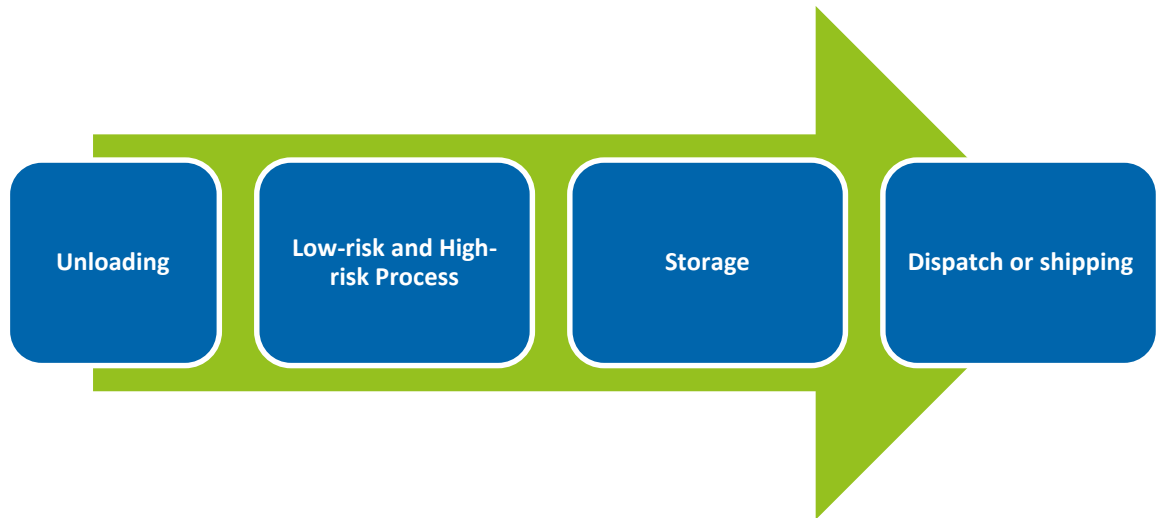 Unloading
Low-risk and High-
risk Process
Storage
Dispatch or shipping